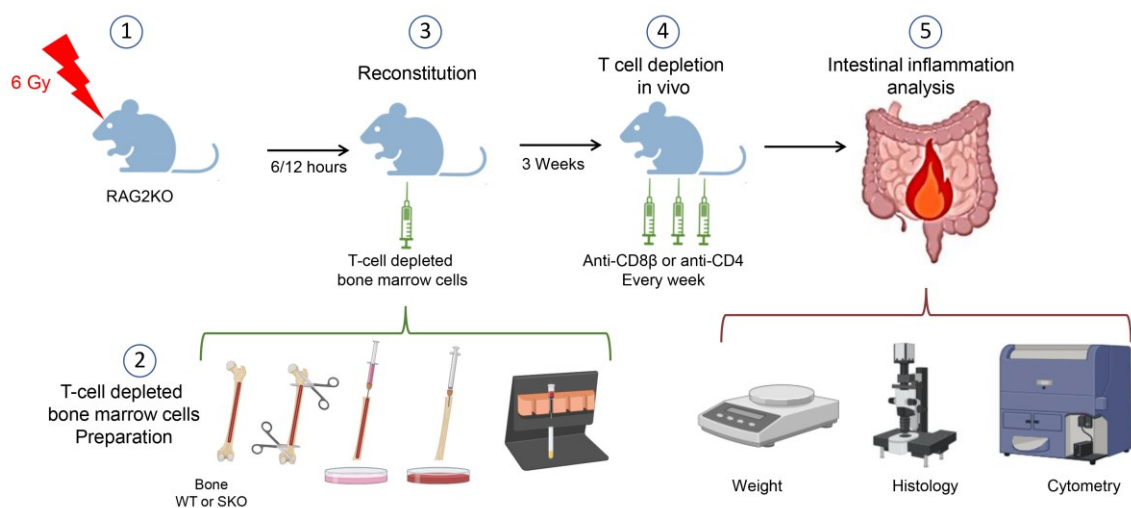 1
6 Gy
RAG2KO
6/12 hours
3
Reconstitution
T-cell depleted
bone marrow cells
3 Weeks
4
T cell depletion
in vivo
Anti-CD8β or anti-CD4
Every week
5
Intestinal inflammation
analysis
2
T-cell depleted
bone marrow cells
Preparation
Bone
WT or SKO
Weight
Histology
Cytometry